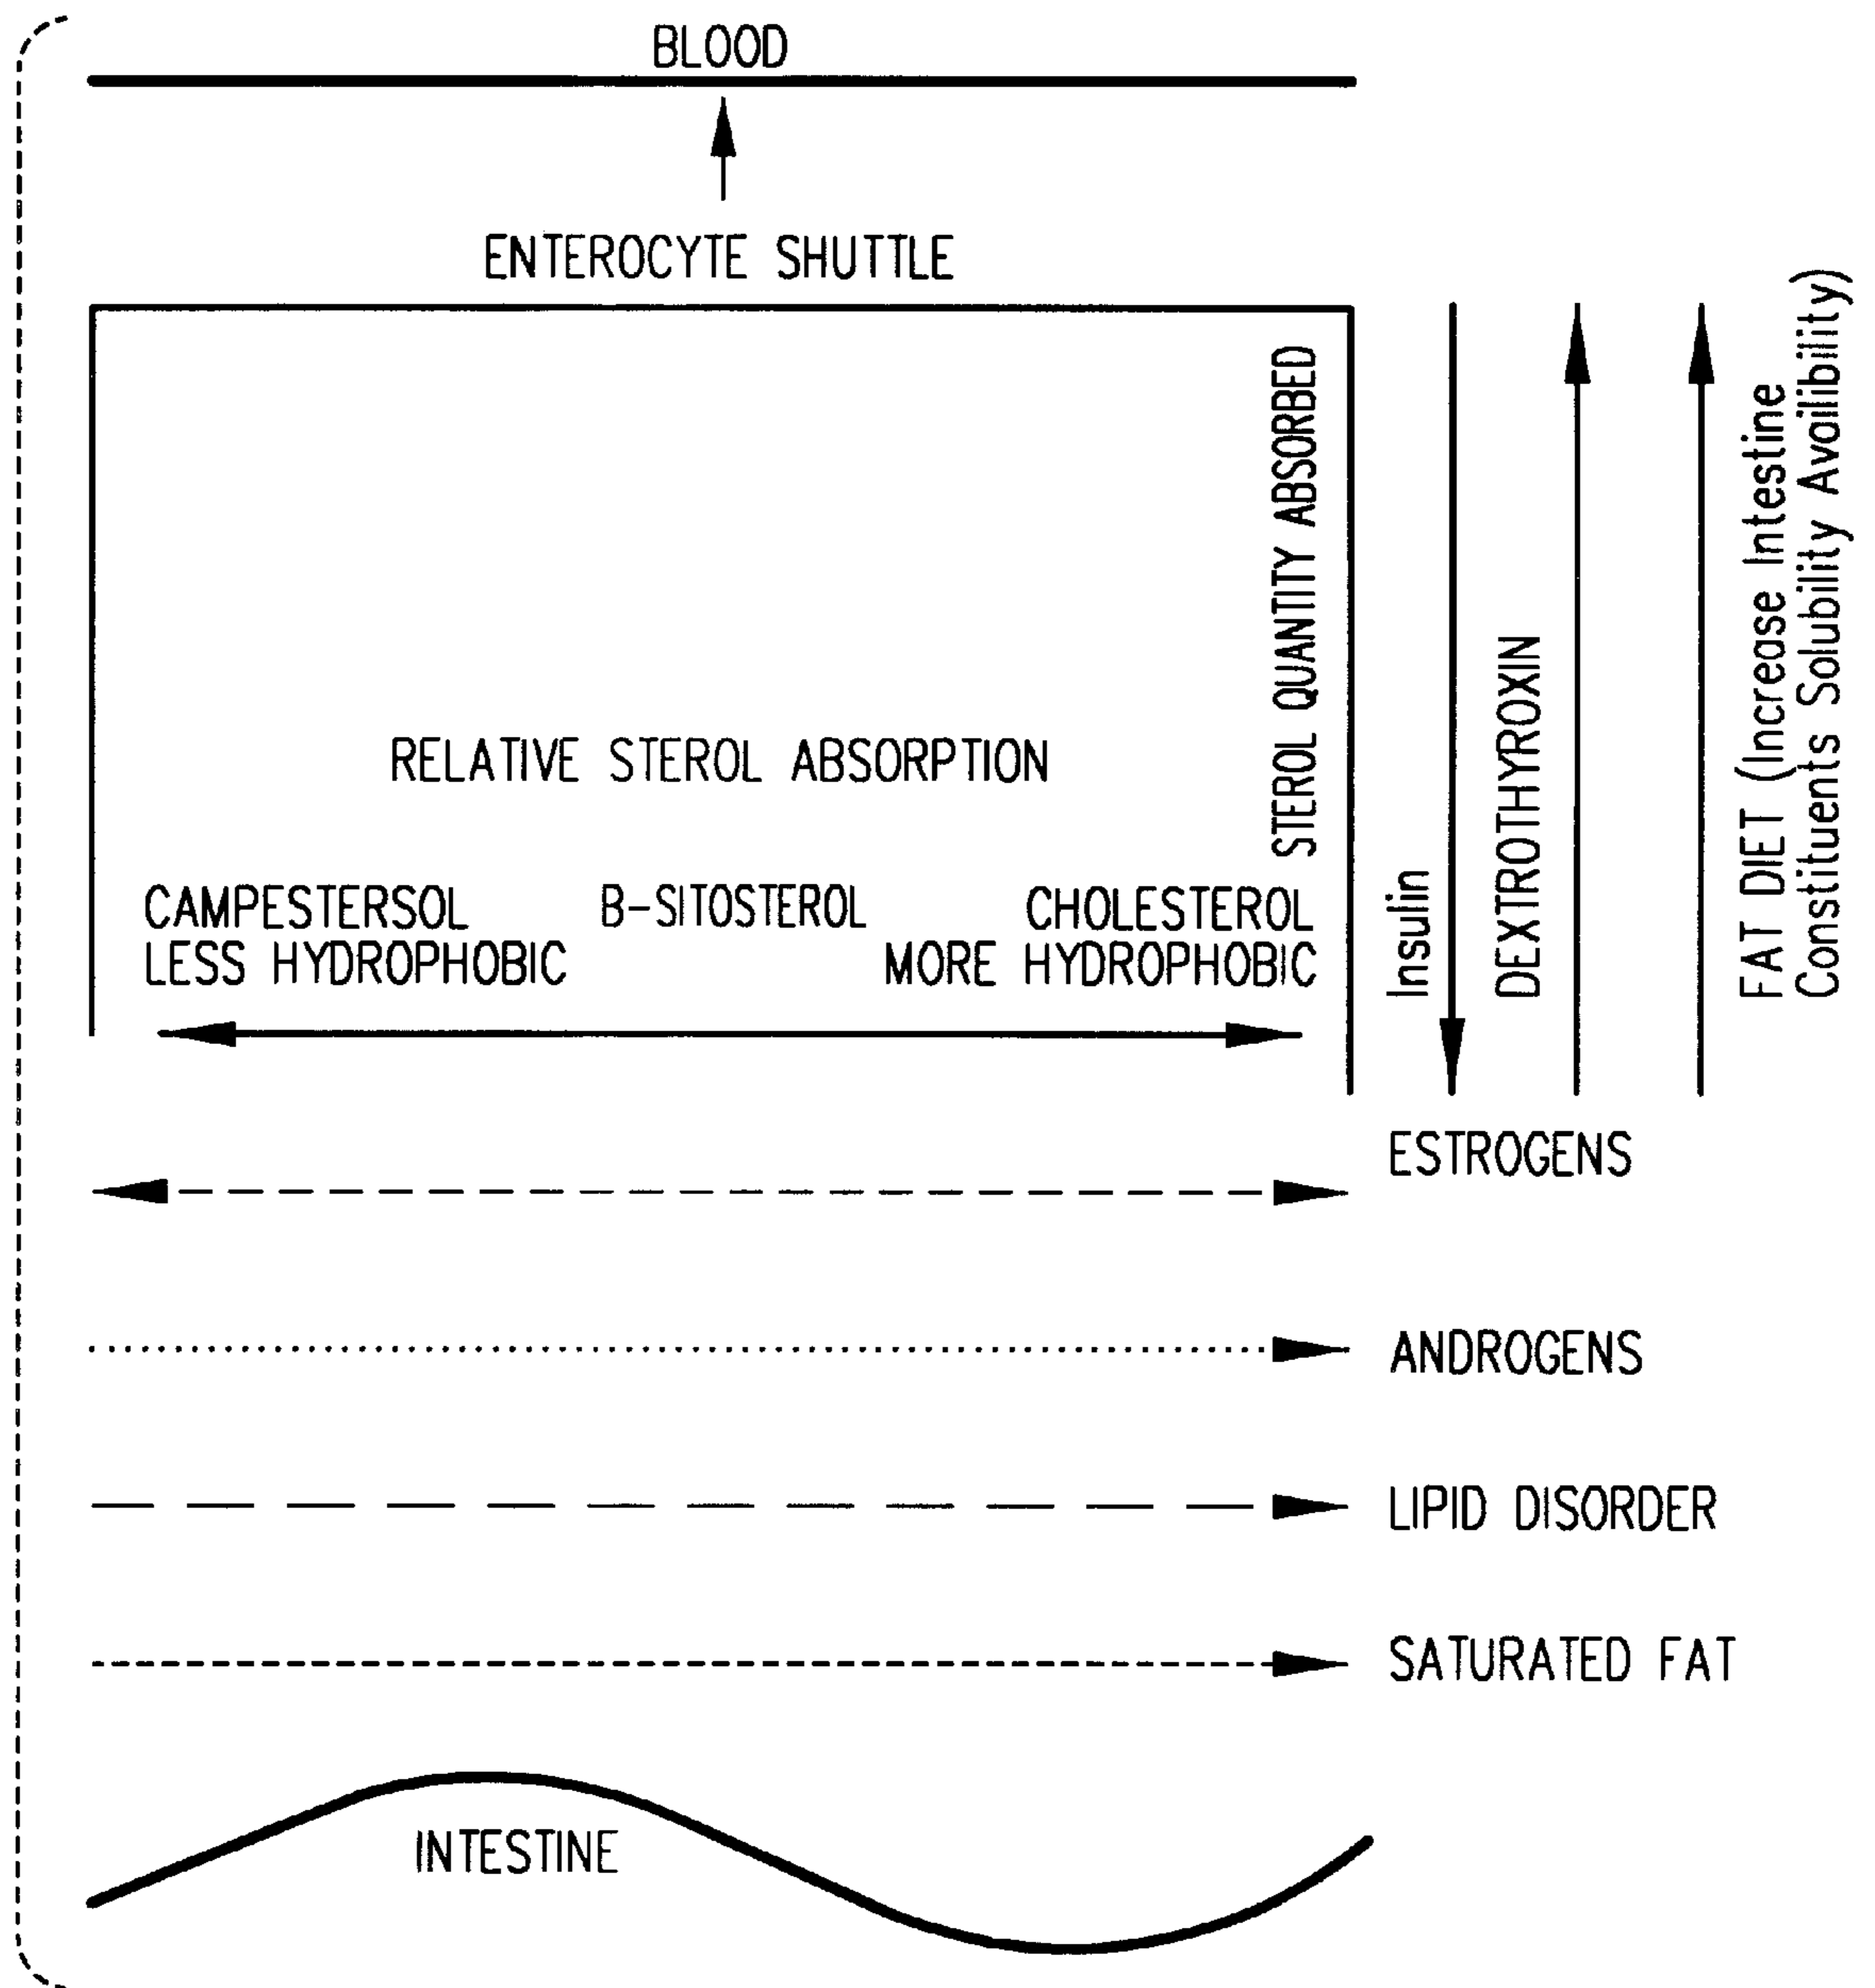 BLOOD
ENTEROCYTE SHUTTLE
STEROL QUANTITY ABSORBED
RELATIVE STEROL ABSORPTION
CAMPESTERSOL B-SITOSTEROL CHOLESTEROL
LESS HYDROPHOBIC MORE HYDROPHOBIC
Insulin
DEXTROTHYROXIN
FAT DIET (Increase Intestine
Constituents Solubility Availibility)
ESTROGENS
ANDROGENS
LIPID DISORDER
SATURATED FAT
INTESTINE